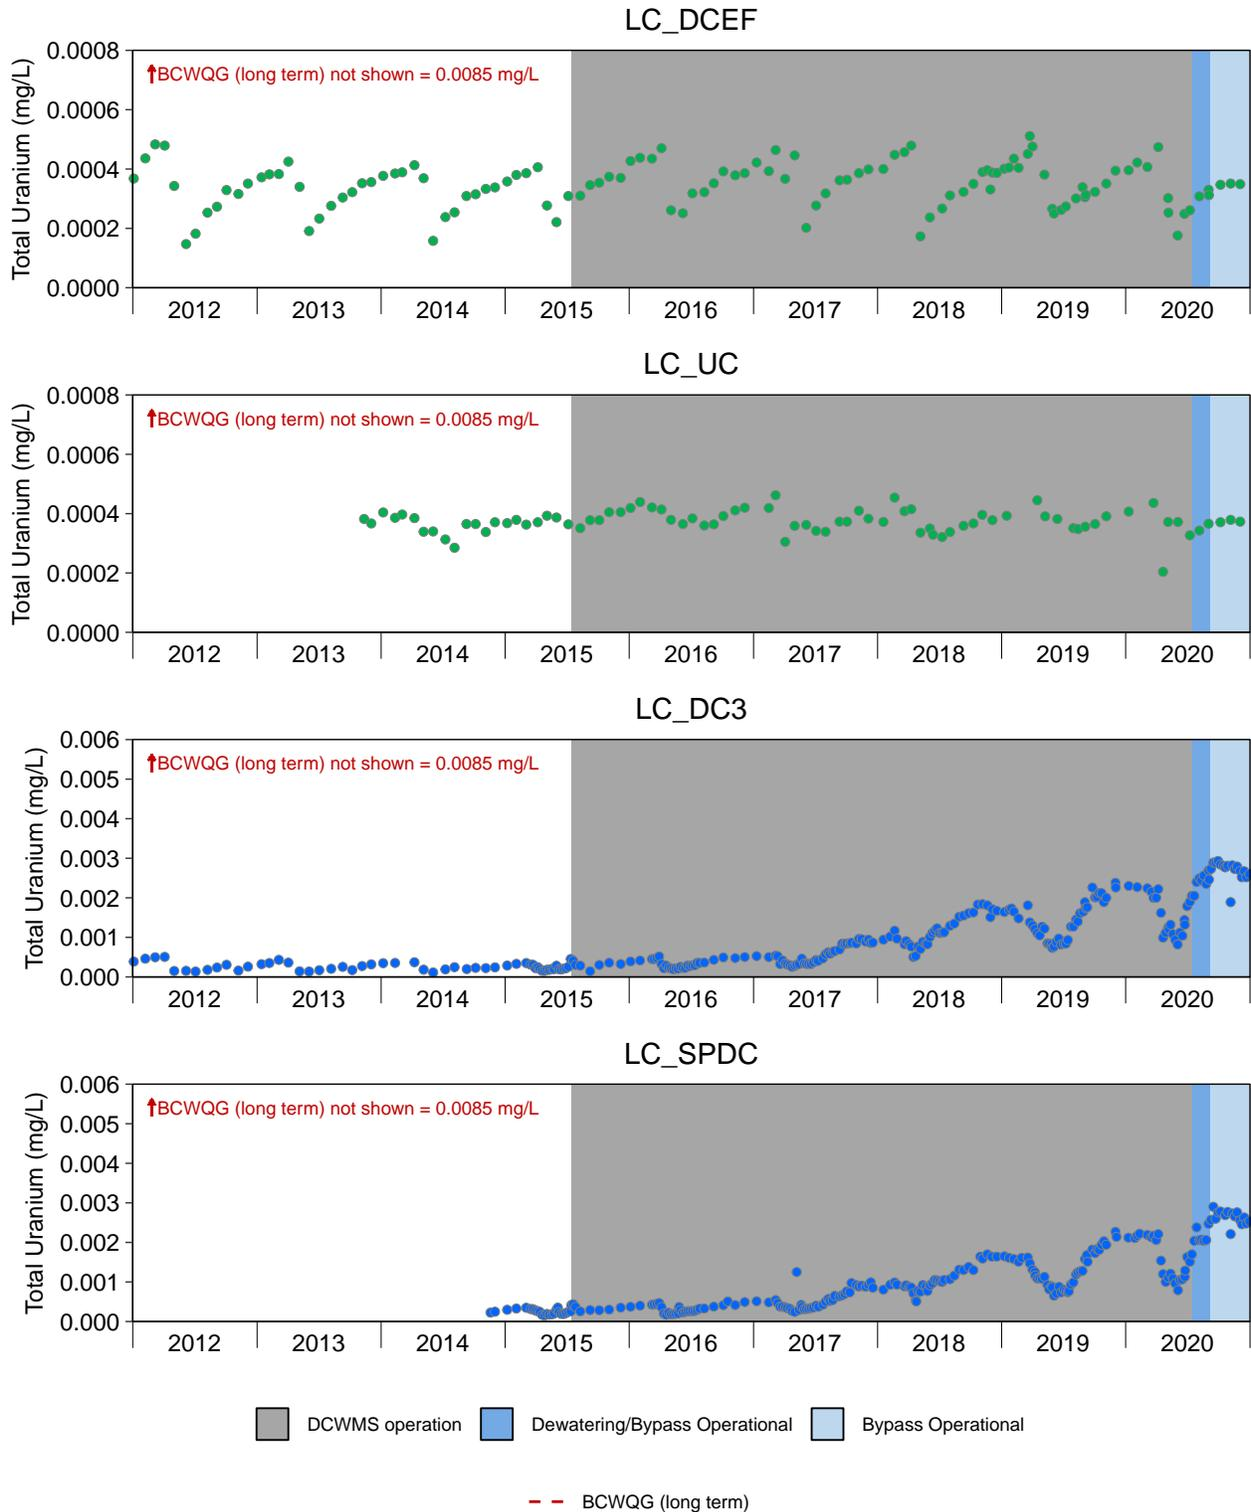 LC_DCEF
Total Uranium (mg/L)
0.0008
0.0006
0.0004
0.0002
0.0000
BCWQG (long term) not shown = 0.0085 mg/L
2012 2013 2014 2015 2016 2017 2018 2019 2020
LC_UC
Total Uranium (mg/L)
0.0008
0.0006
0.0004
0.0002
0.0000
BCWQG (long term) not shown = 0.0085 mg/L
2012 2013 2014 2015 2016 2017 2018 2019 2020
LC_DC3
Total Uranium (mg/L)
0.006
0.005
0.004
0.003
0.002
0.001
0.000
BCWQG (long term) not shown = 0.0085 mg/L
2012 2013 2014 2015 2016 2017 2018 2019 2020
LC_SPDC
Total Uranium (mg/L)
0.006
0.005
0.004
0.003
0.002
0.001
0.000
BCWQG (long term) not shown = 0.0085 mg/L
2012 2013 2014 2015 2016 2017 2018 2019 2020
DCWMS operation Dewatering/Bypass Operational Bypass Operational
BCWQG (long term)